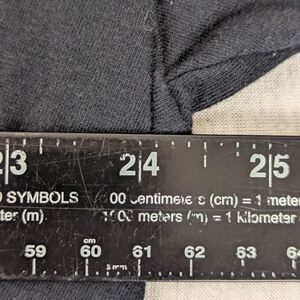 23 24 25
SYMBOLS 00 centimeters (cm) = 1 meter
ter (m) 1000 meters (m) = 1 kilometer
cm
59 60 61 62 63 64
2 mm